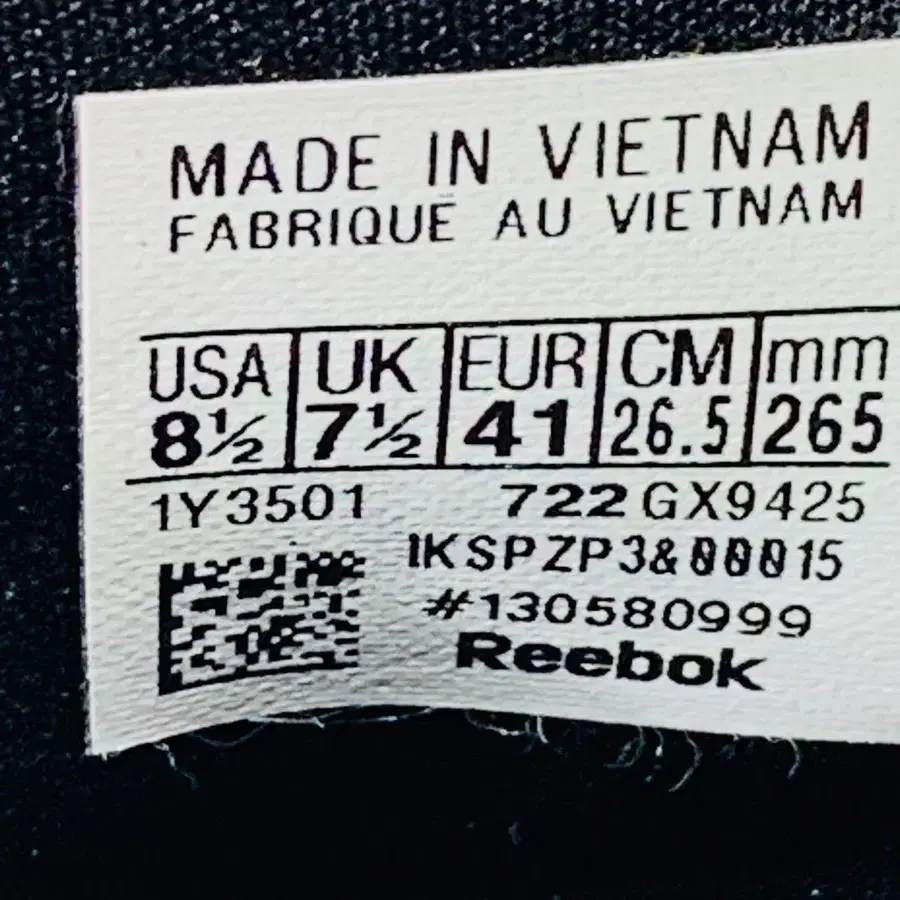 MADE IN VIETNAM
FABRIQUE AU VIETNAM
USA UK EUR CM mm
8½ 7½ 41 26.5 265
1Y3501 722 GX9425
IKSPZP3&00015
#130580999
Reebok